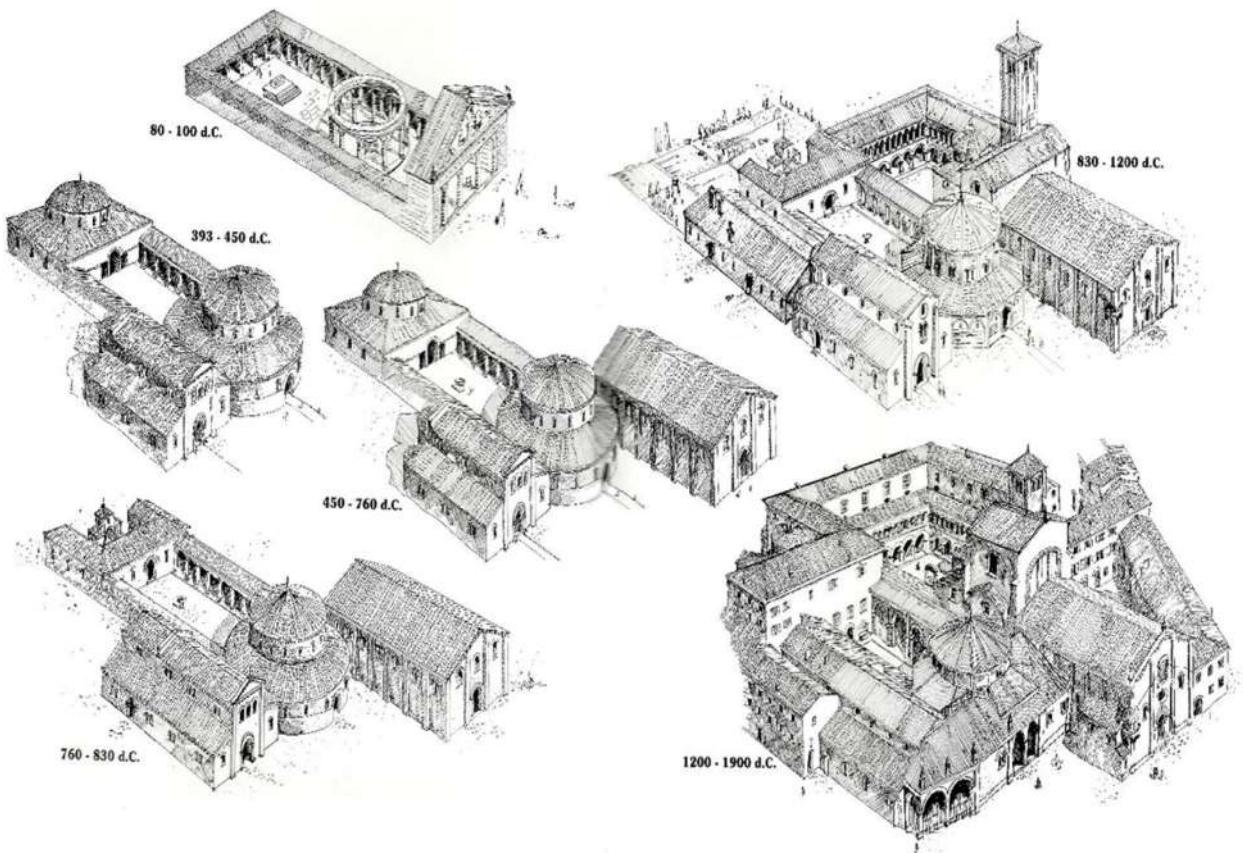 80 - 100 d.C.
393 - 450 d.C.
450 - 760 d.C.
760 - 830 d.C.
830 - 1200 d.C.
1200 - 1900 d.C.